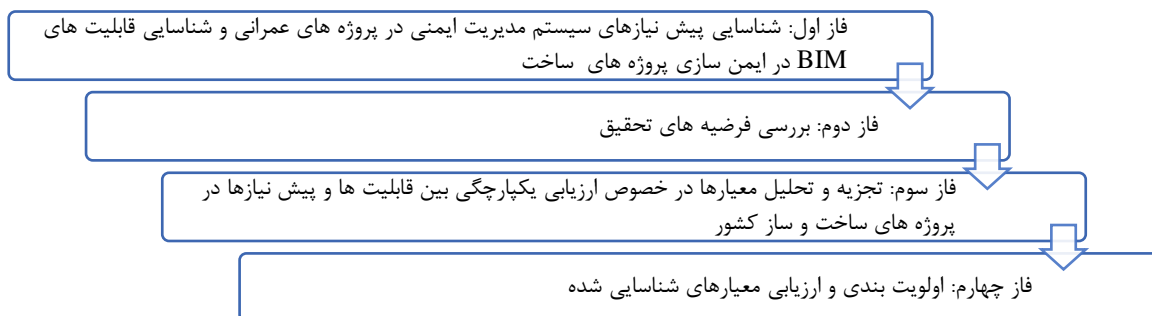 فاز اول: شناسایی پیش نیازهای سیستم مدیریت ایمنی در پروژه های عمرانی و شناسایی قابلیت های
BIM در ایمن سازی پروژه های ساخت
فاز دوم: بررسی فرضیه های تحقیق
فاز سوم: تجزیه و تحلیل معیارها در خصوص ارزیابی یکپارچگی بین قابلیت ها و پیش نیازها در
پروژه های ساخت و ساز کشور
فاز چهارم: اولویت بندی و ارزیابی معیارهای شناسایی شده